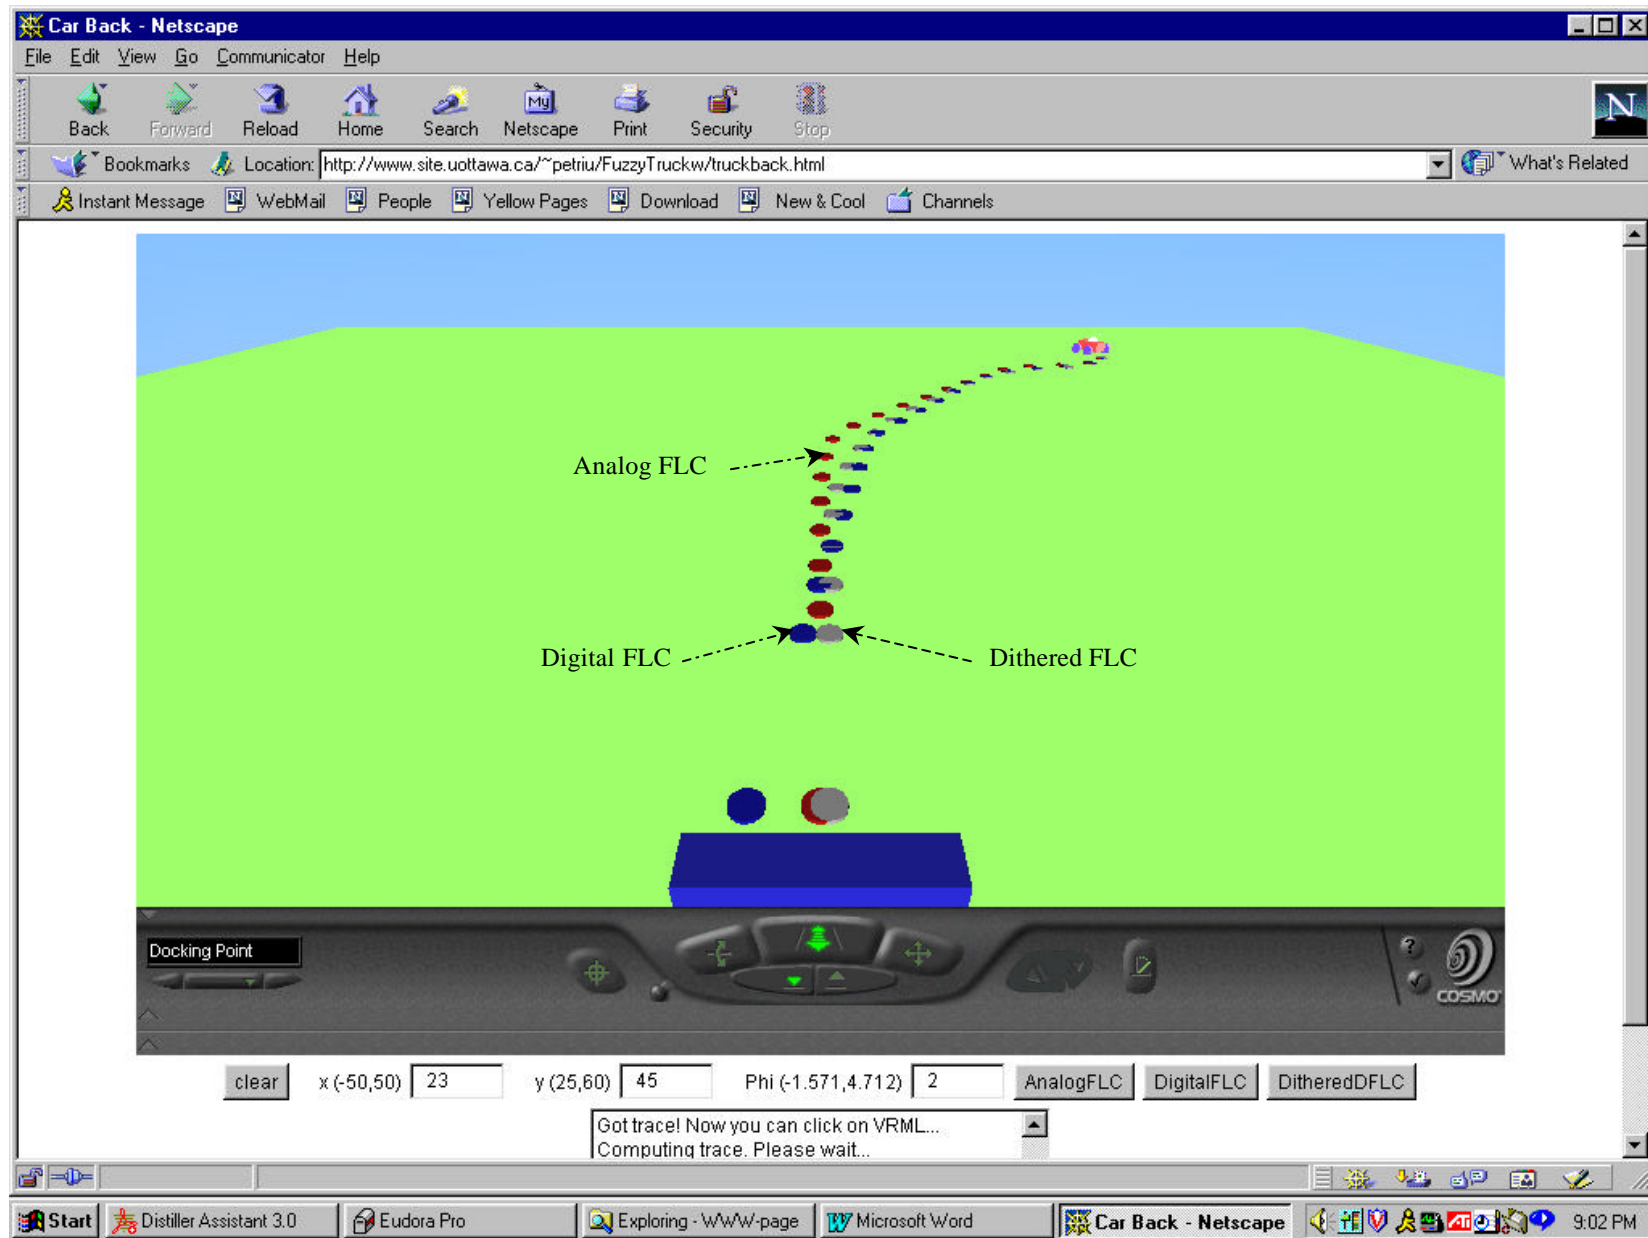 Car Back - Netscape
File Edit View Go Communicator Help
Back Forward Reload Home Search Netscape Print Security Stop
My
N
Bookmarks Location: http://www.site.uottawa.ca/~petriu/FuzzyTruckw/truckback.html What's Related
Instant Message WebMail People Yellow Pages Download New & Cool Channels
Analog FLC
Digital FLC Dithered FLC
Docking Point
?
COSMO
clear x (-50,50) 23 y (25,60) 45 Phi (-1.571,4.712) 2 AnalogFLC DigitalFLC DitheredDFLC
Got trace! Now you can click on VRML...
Computing trace. Please wait...
Start Distiller Assistant 3.0 Eudora Pro Exploring - WWW-page Microsoft Word Car Back - Netscape 9:02 PM